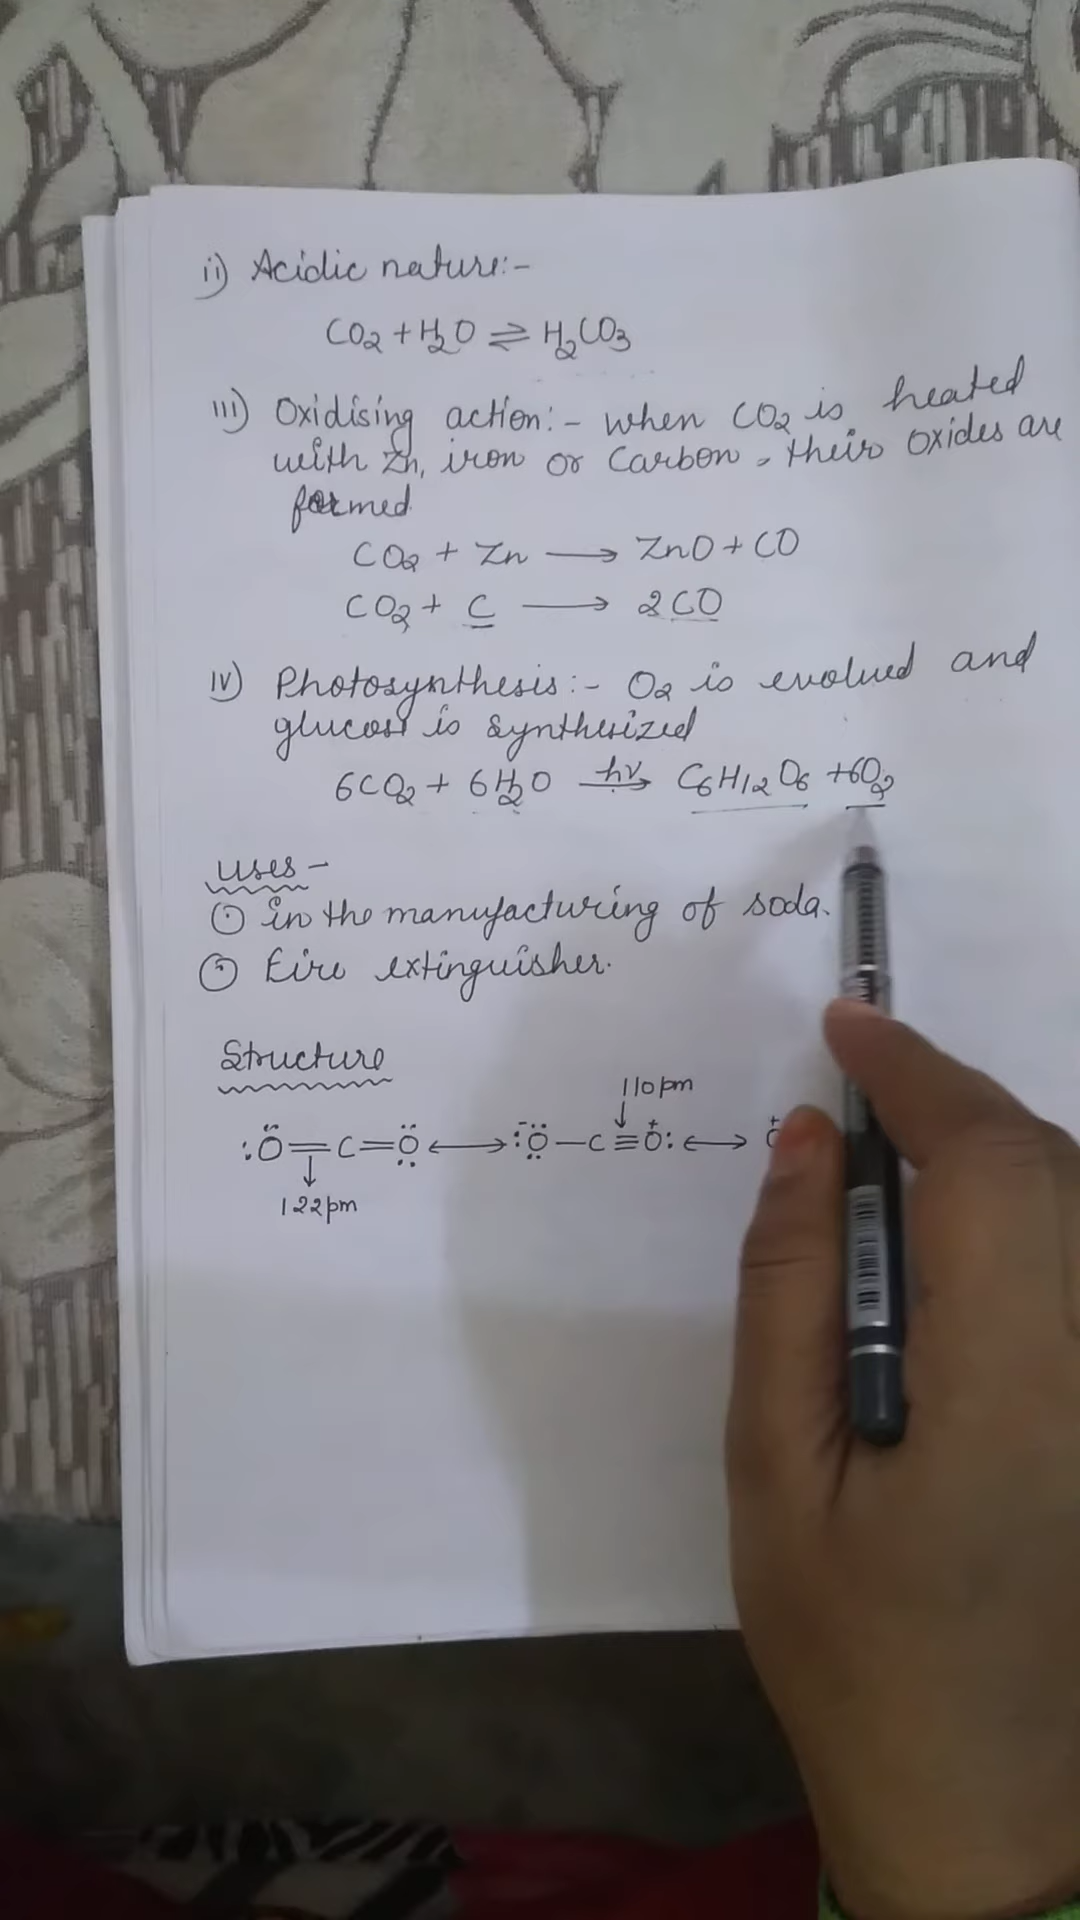 ii) Acidic nature:-
CO2 + H2O ⇌ H2CO3
iii) Oxidising action:- when CO2 is heated
with Zn, iron or Carbon, their oxides are
formed.
CO2 + Zn ⟶ ZnO + CO
CO2 + C ⟶ 2CO
iv) Photosynthesis:- O2 is evolved and
glucose is synthesized
6CO2 + 6H2O hν→ C6H12O6 + 6O2
Uses -
① in the manufacturing of soda.
② Fire extinguisher.
Structure
110pm
:Ö=C=Ö ⟷ :Ö-–C≡O+: ⟷
122pm